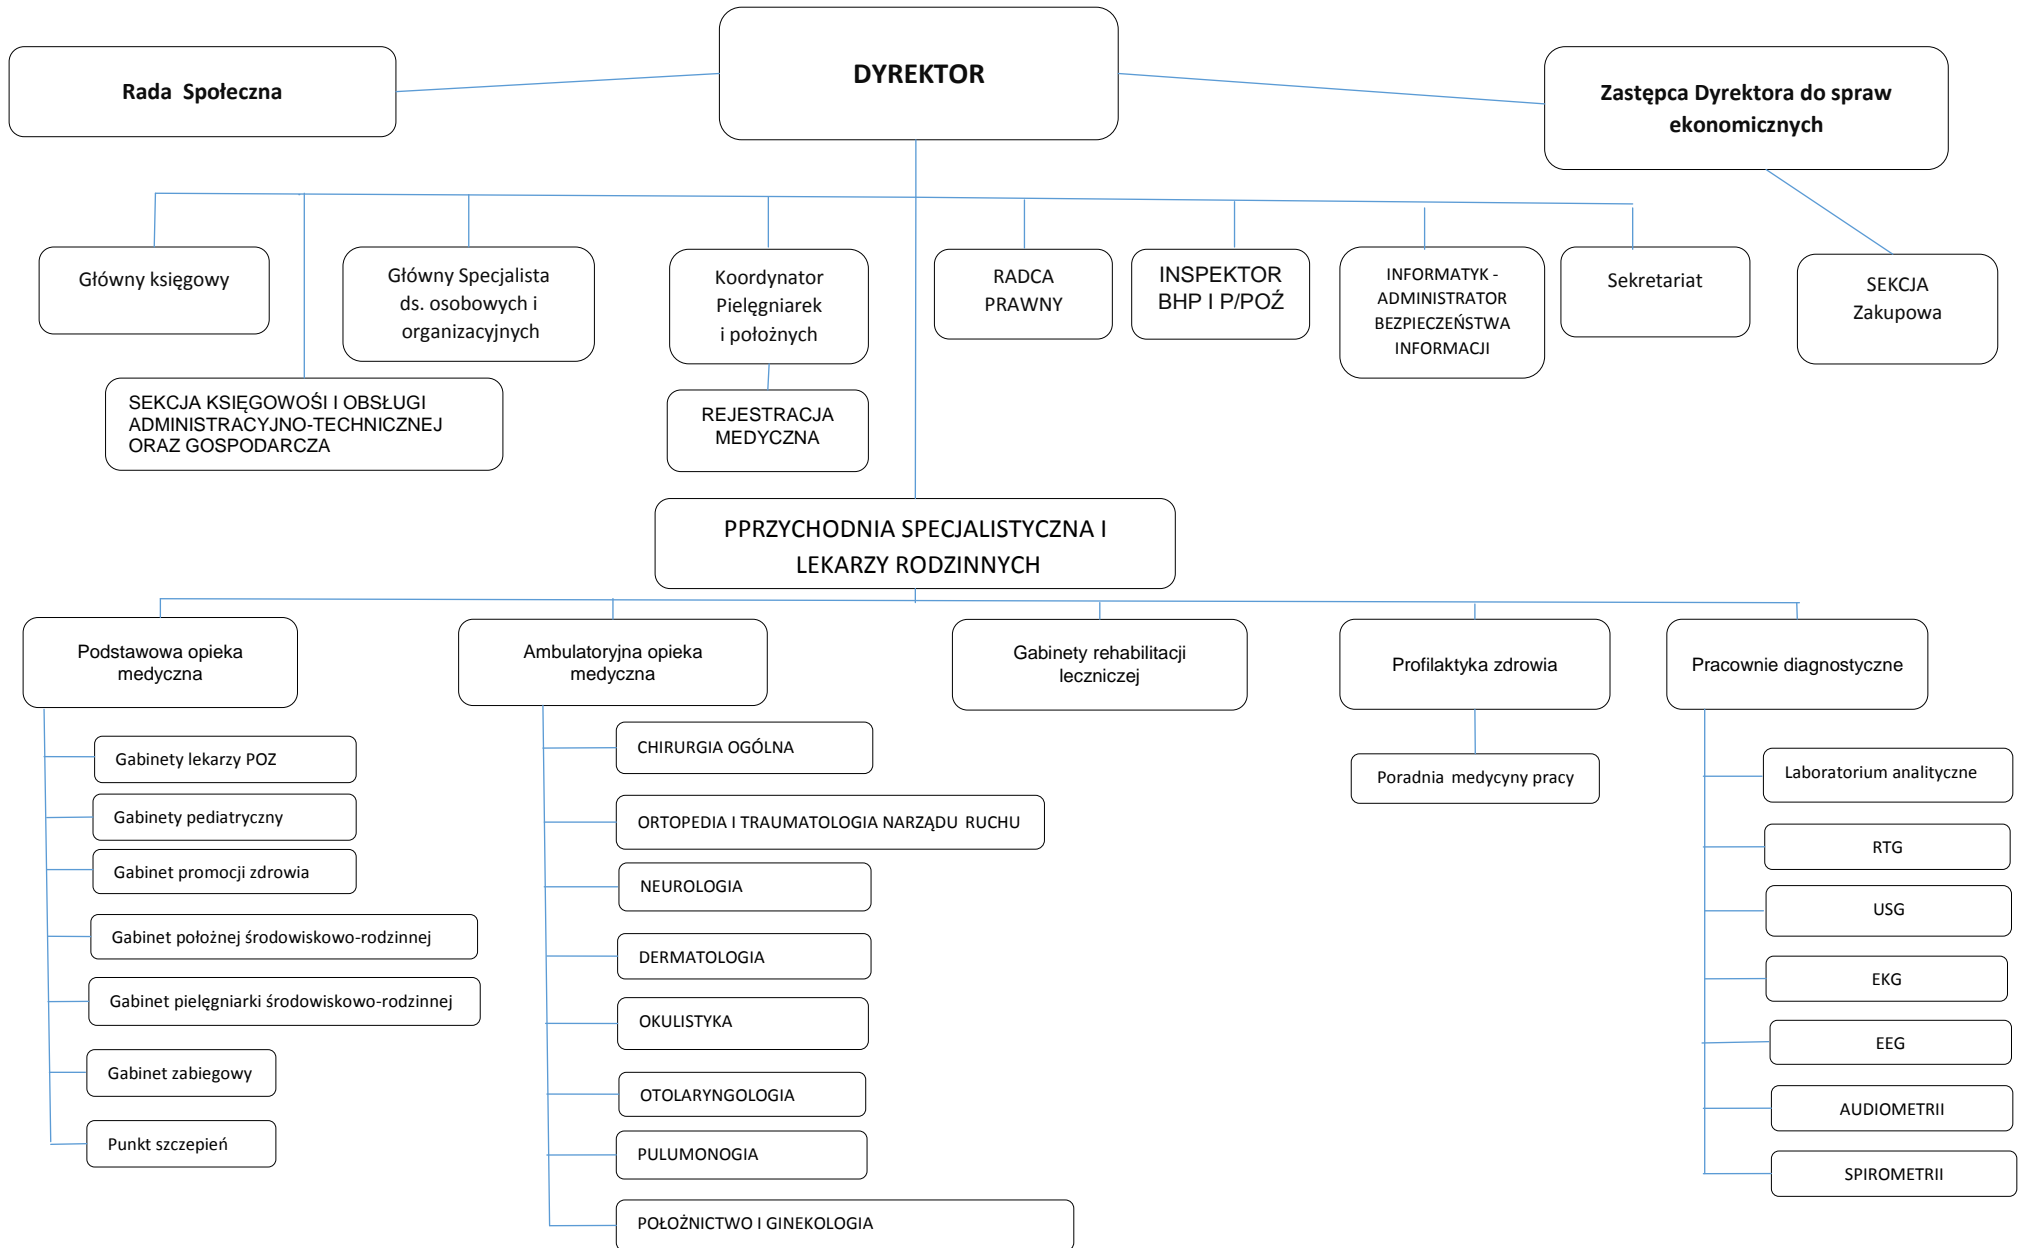 DYREKTOR
Rada Społeczna
Zastępca Dyrektora do spraw
ekonomicznych
Główny księgowy
Główny Specjalista
ds. osobowych i
organizacyjnych
Koordynator
Pielęgniarek
i położnych
RADCA
PRAWNY
INSPEKTOR
BHP I P/POŹ
INFORMATYK -
ADMINISTRATOR
BEZPIECZEŃSTWA
INFORMACJI
Sekretariat
SEKCJA
Zakupowa
SEKCJA KSIĘGOWOŚI I OBSŁUGI
ADMINISTRACYJNO-TECHNICZNEJ
ORAZ GOSPODARCZA
REJESTRACJA
MEDYCZNA
PPRZYCHODNIA SPECJALISTYCZNA I
LEKARZY RODZINNYCH
Podstawowa opieka
medyczna
Ambulatoryjna opieka
medyczna
Gabinety rehabilitacji
leczniczej
Profilaktyka zdrowia
Pracownie diagnostyczne
Gabinety lekarzy POZ
Gabinety pediatryczny
Gabinet promocji zdrowia
Gabinet położnej środowiskowo-rodzinnej
Gabinet pielęgniarki środowiskowo-rodzinnej
Gabinet zabiegowy
Punkt szczepień
CHIRURGIA OGÓLNA
ORTOPEDIA I TRAUMATOLOGIA NARZĄDU RUCHU
NEUROLOGIA
DERMATOLOGIA
OKULISTYKA
OTOLARYNGOLOGIA
PULUMONOGIA
POŁOŻNICTWO I GINEKOLOGIA
Poradnia medycyny pracy
Laboratorium analityczne
RTG
USG
EKG
EEG
AUDIOMETRII
SPIROMETRII